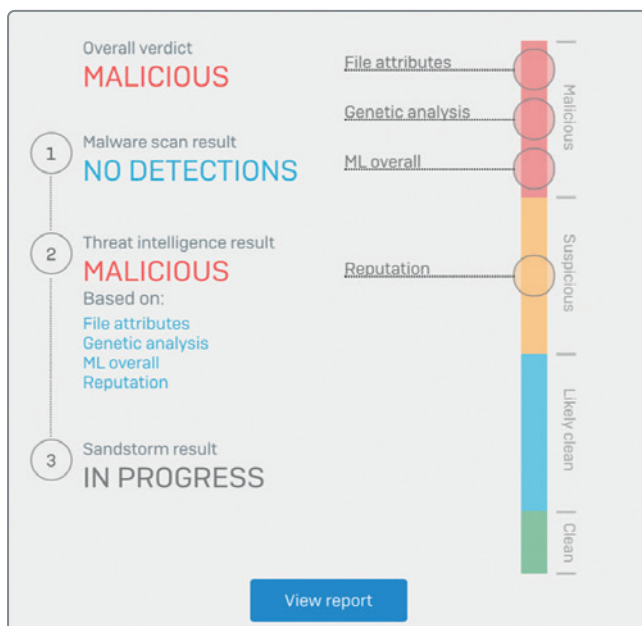 Overall verdict
MALICIOUS
1
Malware scan result
NO DETECTIONS
2
Threat intelligence result
MALICIOUS
Based on:
File attributes
Genetic analysis
ML overall
Reputation
3
Sandstorm result
IN PROGRESS
File attributes
Genetic analysis
ML overall
Reputation
Malicious
Suspicious
Likely clean
Clean
View report